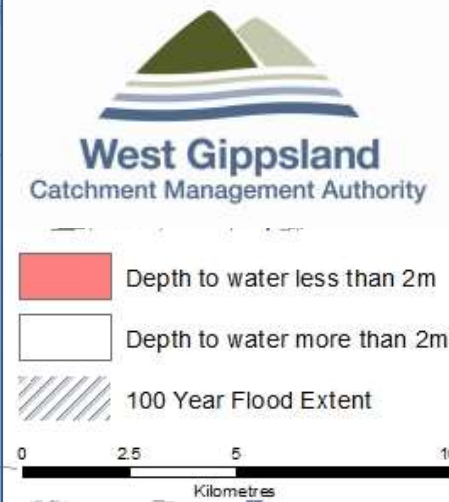 West Gippsland
Catchment Management Authority
Depth to water less than 2m
Depth to water more than 2m
100 Year Flood Extent
0 2.5 5
Kilometres